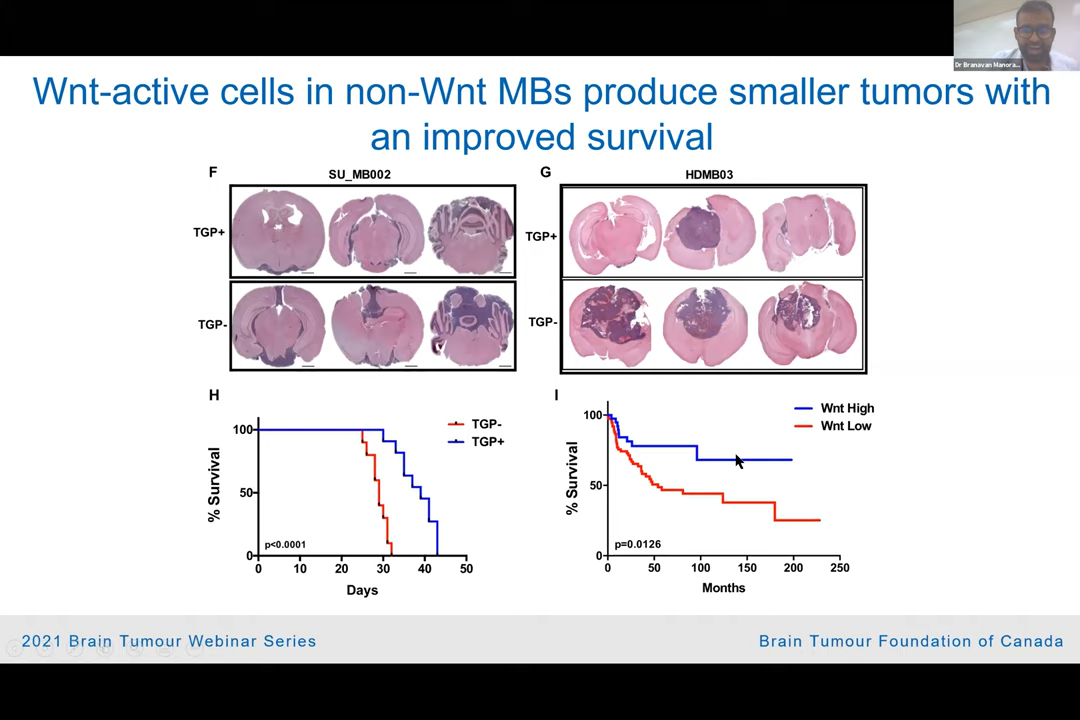 Dr Branavan Manora...
Wnt-active cells in non-Wnt MBs produce smaller tumors with
an improved survival
F
SU_MB002
G
HDMB03
TGP+
TGP+
TGP-
TGP-
H
I
TGP-
TGP+
Wnt High
Wnt Low
% Survival
100
50
0
p<0.0001
0 10 20 30 40 50
Days
% Survival
100
50
0
p=0.0126
0 50 100 150 200 250
Months
2021 Brain Tumour Webinar Series
Brain Tumour Foundation of Canada